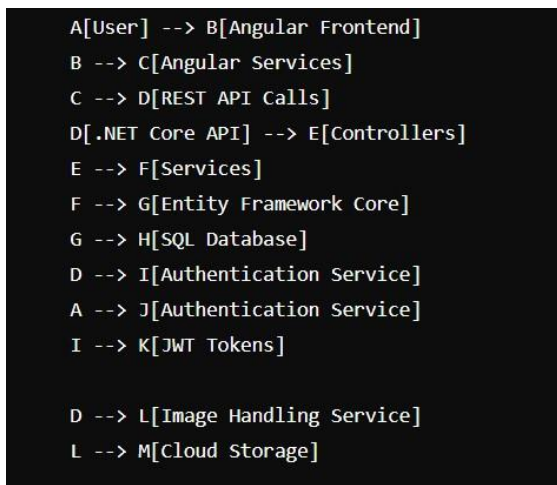 A[User] --> B[Angular Frontend]
B --> C[Angular Services]
C --> D[REST API Calls]
D[.NET Core API] --> E[Controllers]
E --> F[Services]
F --> G[Entity Framework Core]
G --> H[SQL Database]
D --> I[Authentication Service]
A --> J[Authentication Service]
I --> K[JWT Tokens]
D --> L[Image Handling Service]
L --> M[Cloud Storage]